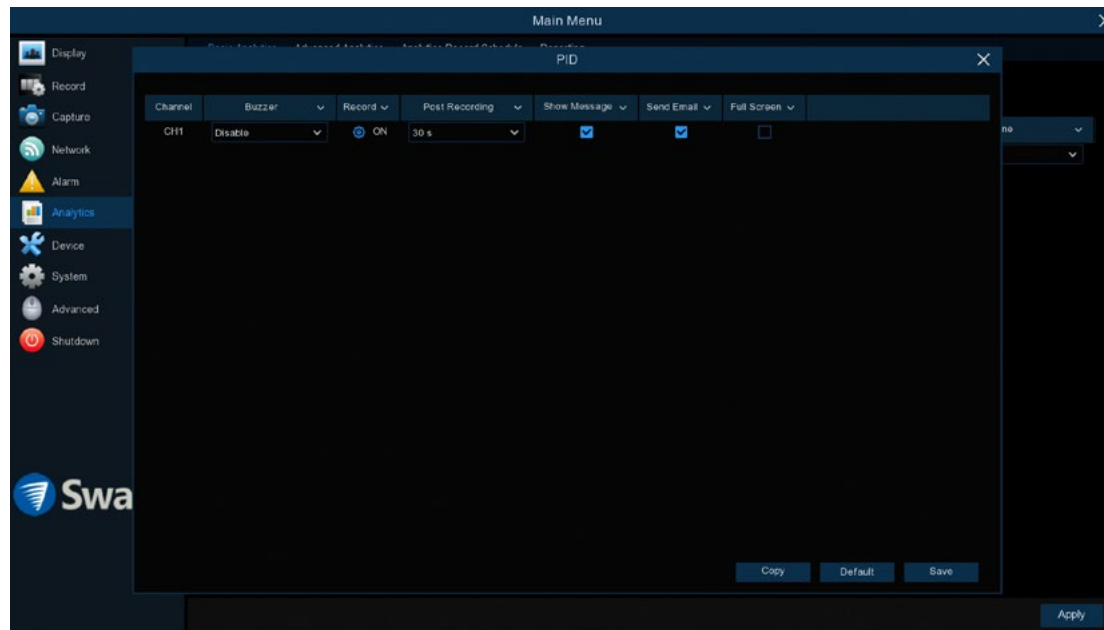 Main Menu
Display
PID
Record
Channel Buzzer Record Post Recording Show Message Send Email Full Screen
Capture
CH1 Disable ON 30 s
Network
Alarm
Analytics
Device
System
Advanced
Shutdown
Swa
Copy Default Save
Apply